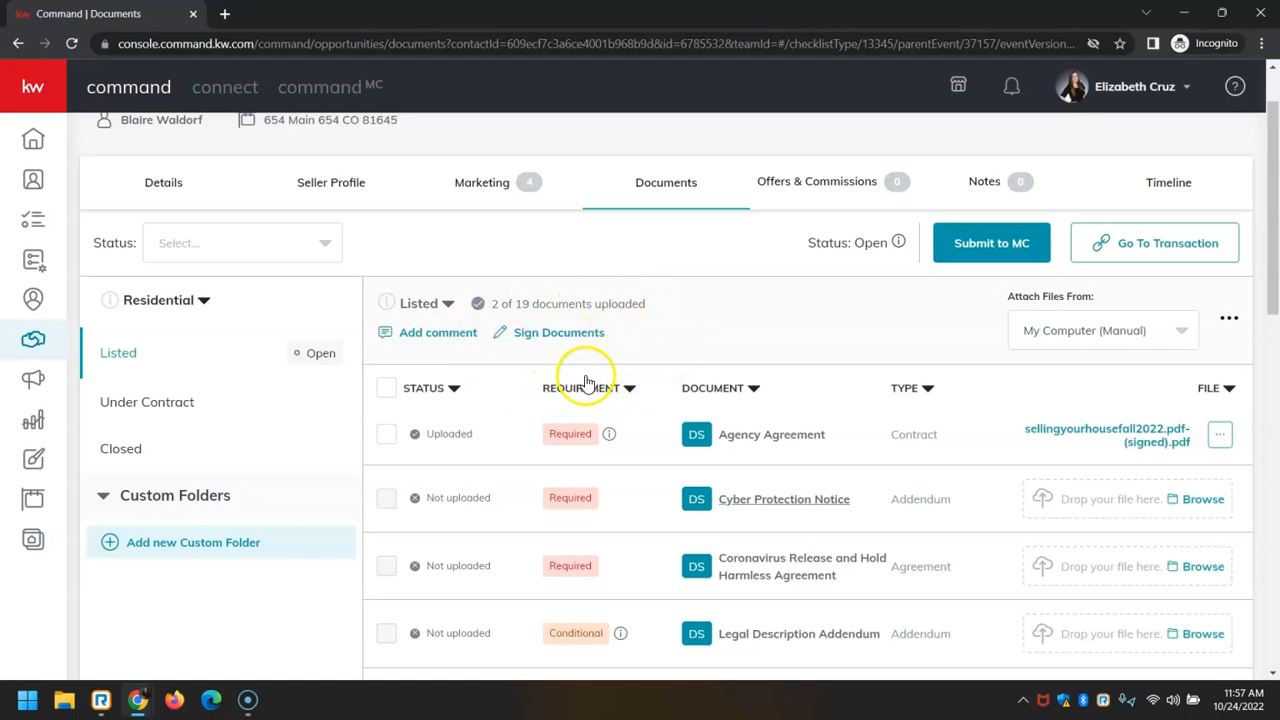 kw Command | Documents
console.command.kw.com/command/opportunities/documents?contactId=609ecf7c3a6ce4001b968b9d&id=6785532&teamId=#/checklistType/13345/parentEvent/37157/eventVersion...
Incognito
kw command connect command MC
Elizabeth Cruz
Blaire Waldorf 654 Main 654 CO 81645
Details Seller Profile Marketing 4 Documents Offers & Commissions 0 Notes 0 Timeline
Status: Select... Status: Open Submit to MC Go To Transaction
Residential
Listed Open
Under Contract
Closed
Custom Folders
Add new Custom Folder
Listed 2 of 19 documents uploaded
Add comment Sign Documents
Attach Files From:
My Computer (Manual)
STATUS REQUIREMENT DOCUMENT TYPE FILE
Uploaded Required DS Agency Agreement Contract sellingyourhousefall2022.pdf-
(signed).pdf
Not uploaded Required DS Cyber Protection Notice Addendum Drop your file here. Browse
Not uploaded Required DS Coronavirus Release and Hold
Harmless Agreement Agreement Drop your file here. Browse
Not uploaded Conditional DS Legal Description Addendum Addendum Drop your file here. Browse
11:57 AM
10/24/2022